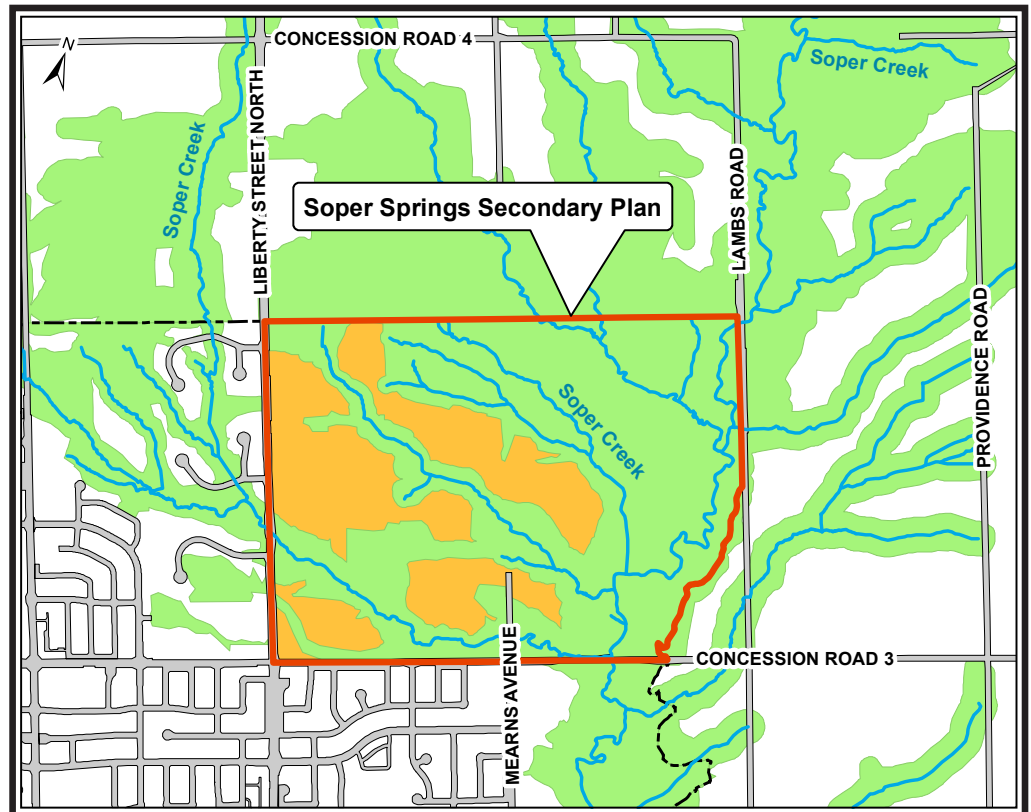 CONCESSION ROAD 4
N
Soper Creek
LIBERTY STREET NORTH
Soper Creek
LAMBS ROAD
Soper Springs Secondary Plan
PROVIDENCE ROAD
Soper Creek
MEARNS AVENUE
CONCESSION ROAD 3